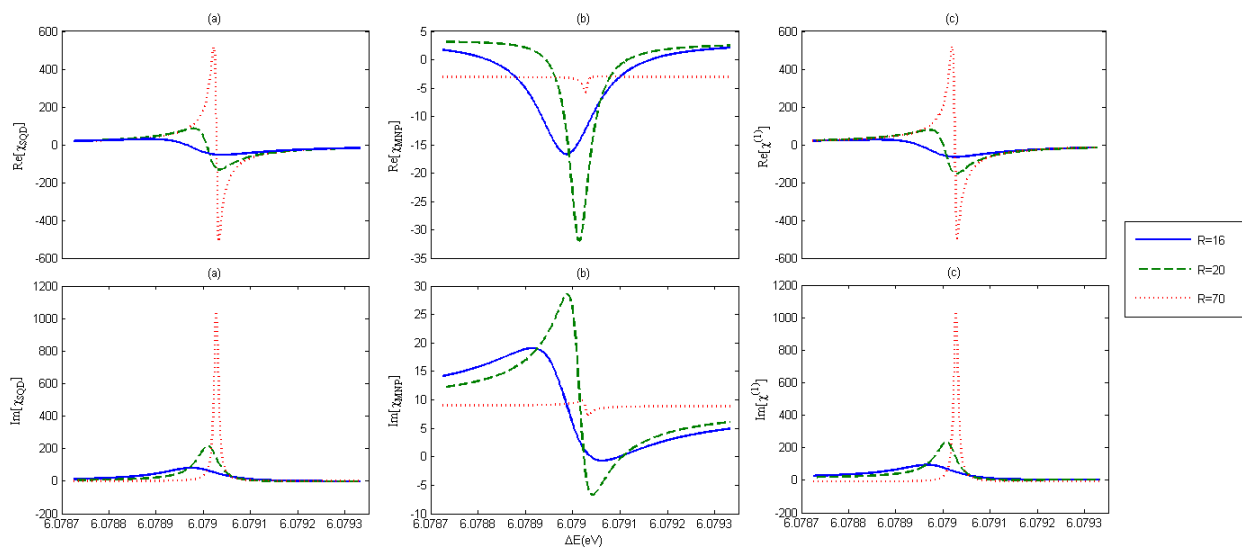 (a)
600
400
200
0
-200
-400
-600
Re[χSQD]
(b)
5
0
-5
-10
-15
-20
-25
-30
-35
Re[χMNP]
(c)
600
400
200
0
-200
-400
-600
Re[χ(1)]
R=16
R=20
R=70
(a)
1200
1000
800
600
400
200
0
-200
Im[χSQD]
6.0787 6.0788 6.0789 6.079 6.0791 6.0792 6.0793
(b)
30
25
20
15
10
5
0
-5
-10
Im[χMNP]
6.0787 6.0788 6.0789 6.079 6.0791 6.0792 6.0793
ΔE(eV)
(c)
1200
1000
800
600
400
200
0
-200
Im[χ(1)]
6.0787 6.0788 6.0789 6.079 6.0791 6.0792 6.0793